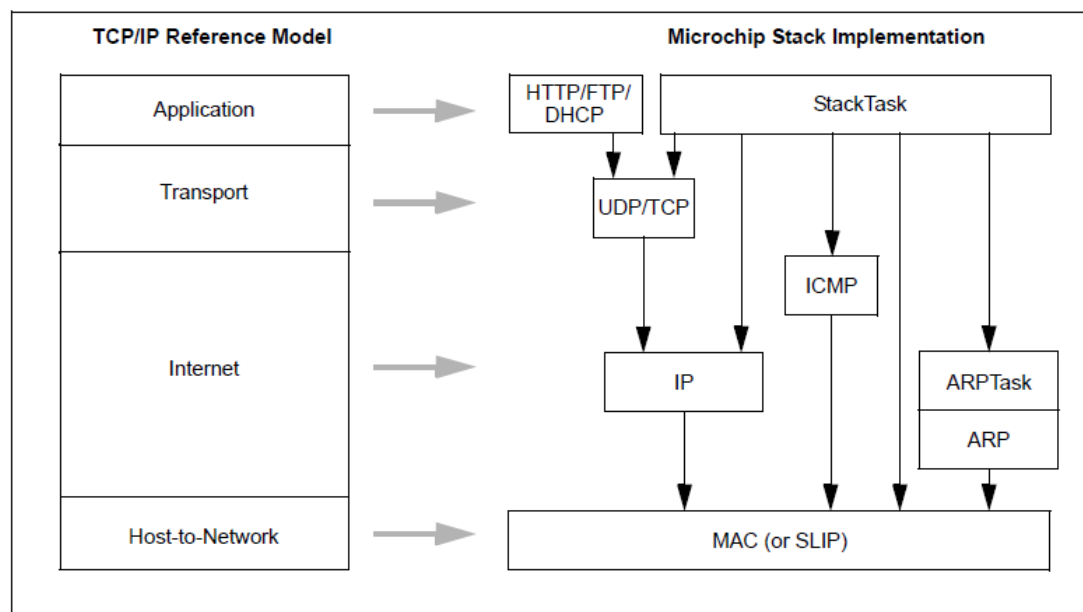 TCP/IP Reference Model
Microchip Stack Implementation
Application
Transport
Internet
Host-to-Network
HTTP/FTP/
DHCP
StackTask
UDP/TCP
ICMP
IP
ARPTask
ARP
MAC (or SLIP)